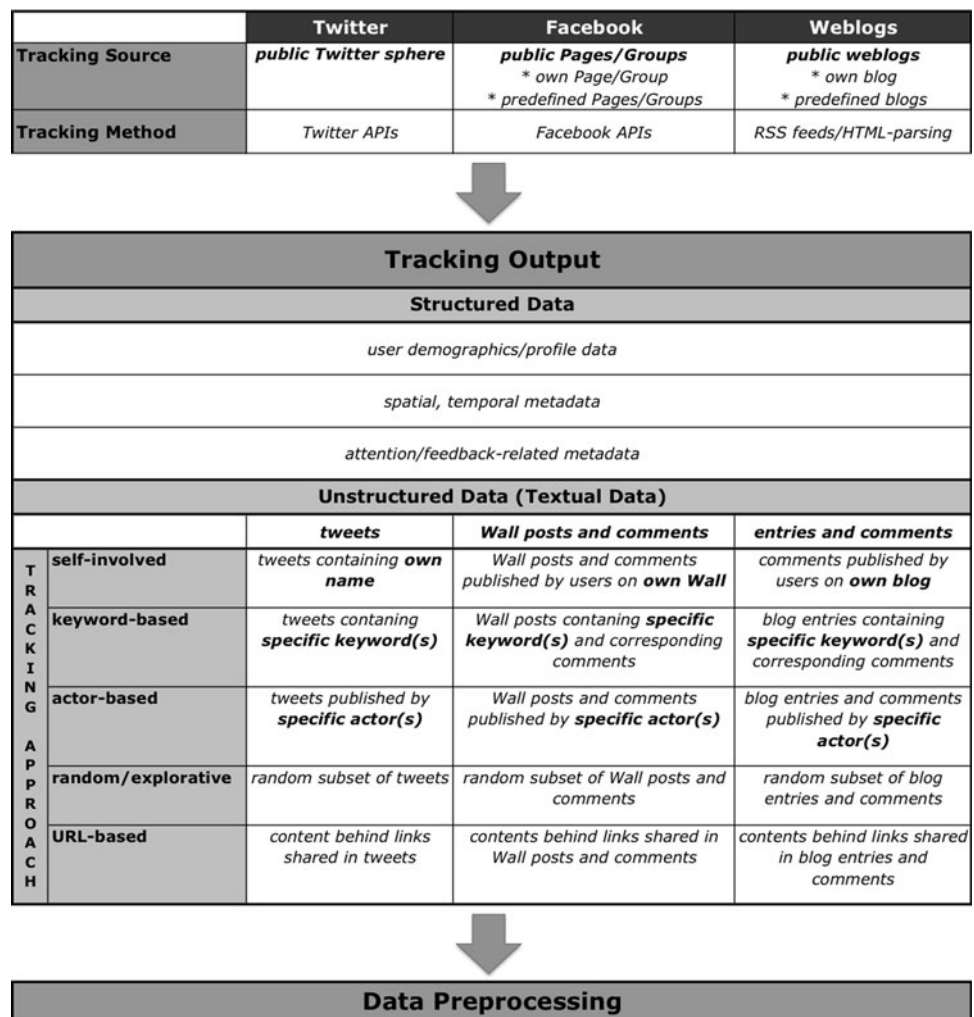 Twitter Facebook Weblogs
Tracking Source public Twitter sphere public Pages/Groups public weblogs
* own Page/Group * own blog
* predefined Pages/Groups * predefined blogs
Tracking Method Twitter APIs Facebook APIs RSS feeds/HTML-parsing
Tracking Output
Structured Data
user demographics/profile data
spatial, temporal metadata
attention/feedback-related metadata
Unstructured Data (Textual Data)
tweets Wall posts and comments entries and comments
TRACKING APPROACH
self-involved
tweets containing own
name
Wall posts and comments
published by users on own Wall
comments published by
users on own blog
keyword-based
tweets contaning
specific keyword(s)
Wall posts contaning specific
keyword(s) and corresponding
comments
blog entries containing
specific keyword(s) and
corresponding comments
actor-based
tweets published by
specific actor(s)
Wall posts and comments
published by specific actor(s)
blog entries and comments
published by specific
actor(s)
random/explorative
random subset of tweets
random subset of Wall posts and
comments
random subset of blog
entries and comments
URL-based
content behind links
shared in tweets
contents behind links shared in
Wall posts and comments
contents behind links shared
in blog entries and
comments
Data Preprocessing